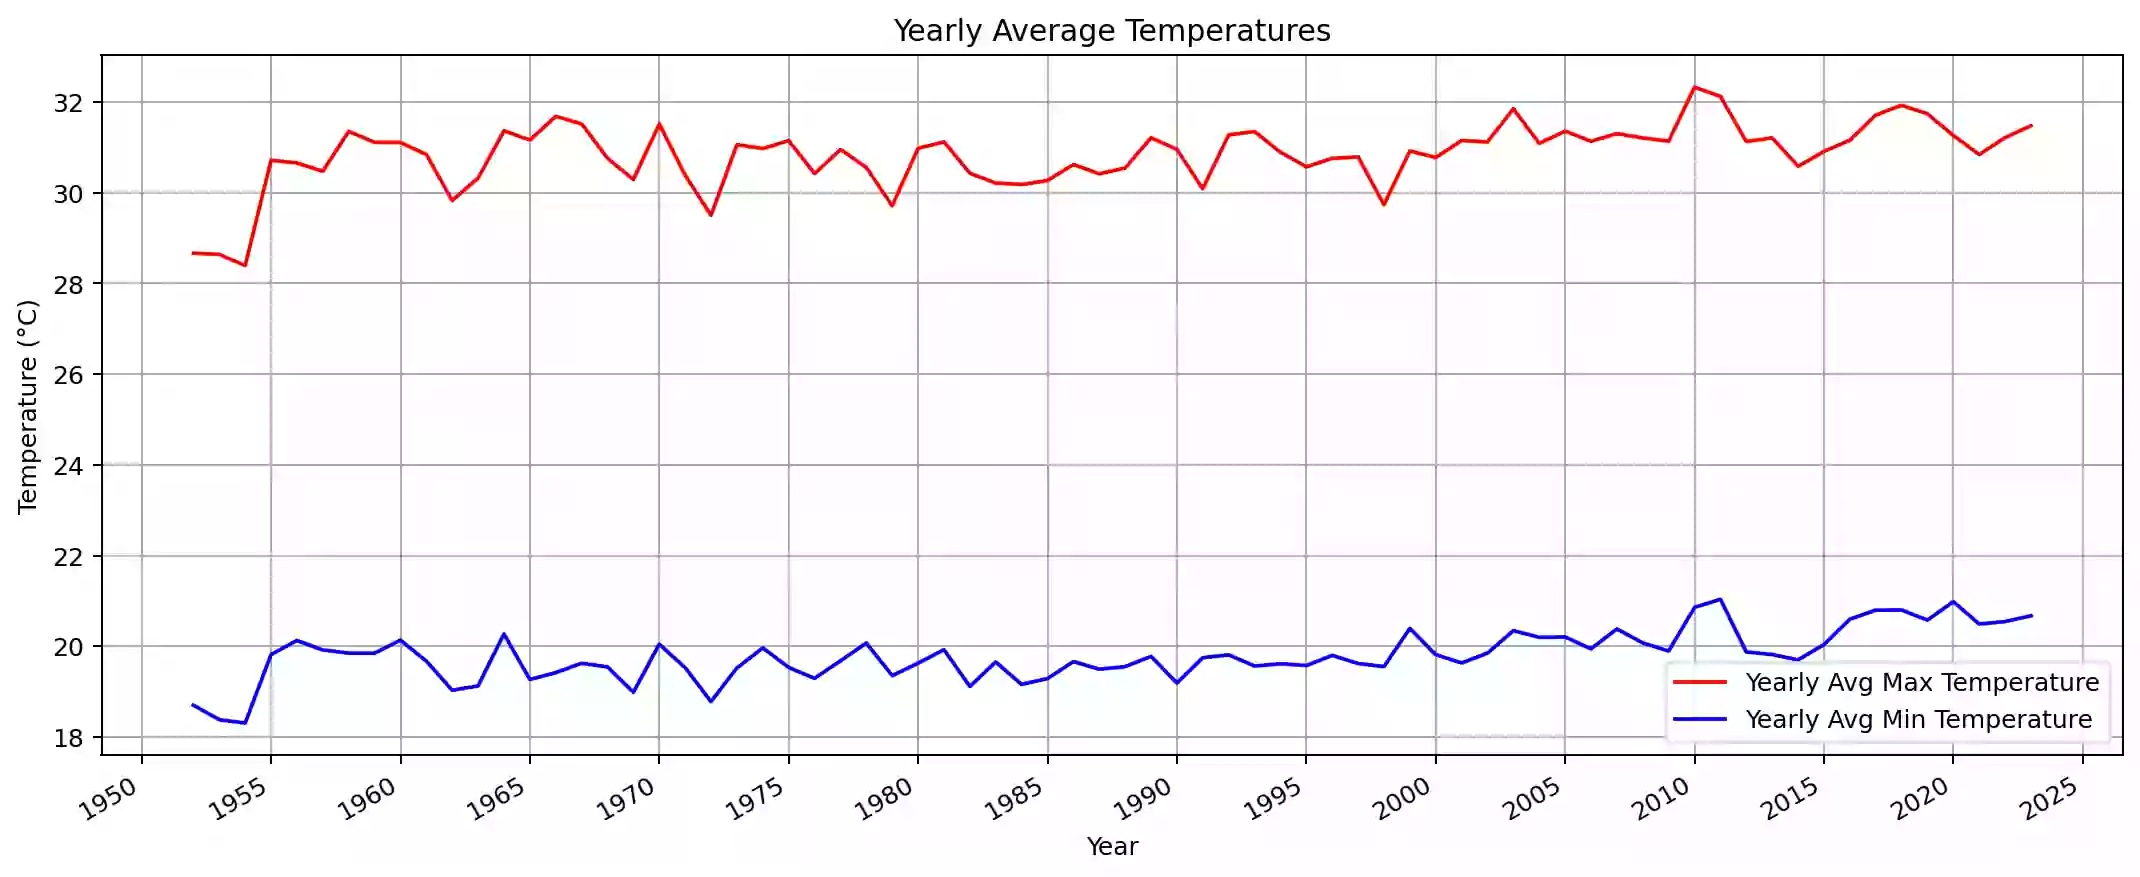 Yearly Average Temperatures
Temperature (°C)
32
30
28
26
24
22
20
18
Yearly Avg Max Temperature
Yearly Avg Min Temperature
1950 1955 1960 1965 1970 1975 1980 1985 1990 1995 2000 2005 2010 2015 2020 2025
Year